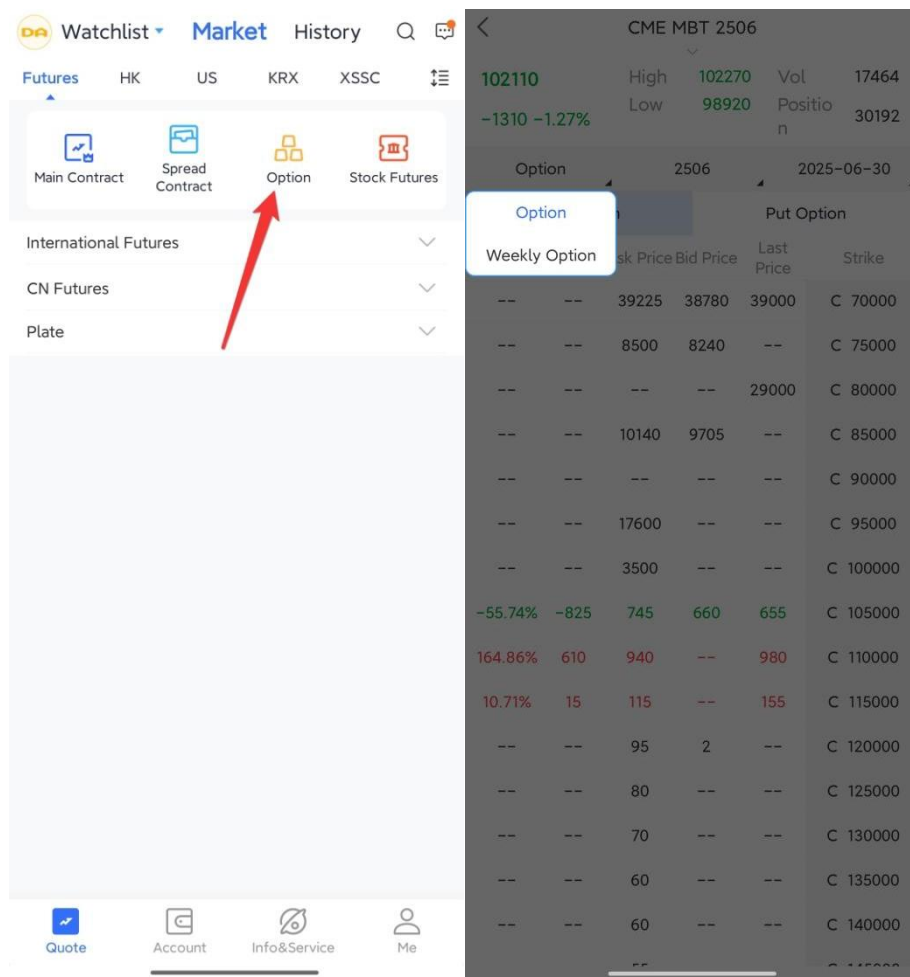 DA Watchlist Market History
Futures HK US KRX XSSC
Main Contract
Spread
Contract
Option
Stock Futures
International Futures
CN Futures
Plate
Quote Account Info&Service Me
CME MBT 2506
102110 High 102270 Vol 17464
-1310 -1.27% Low 98920 Positio
n 30192
Option 2506 2025-06-30
Option
Weekly Option
Put Option
sk Price Bid Price Last
Price Strike
-- -- 39225 38780 39000 C 70000
-- -- 8500 8240 -- C 75000
-- -- -- -- 29000 C 80000
-- -- 10140 9705 -- C 85000
-- -- -- -- -- C 90000
-- -- 17600 -- -- C 95000
-- -- 3500 -- -- C 100000
-55.74% -825 745 660 655 C 105000
164.86% 610 940 -- 980 C 110000
10.71% 15 115 -- 155 C 115000
-- -- 95 2 -- C 120000
-- -- 80 -- -- C 125000
-- -- 70 -- -- C 130000
-- -- 60 -- -- C 135000
-- -- 60 -- -- C 140000